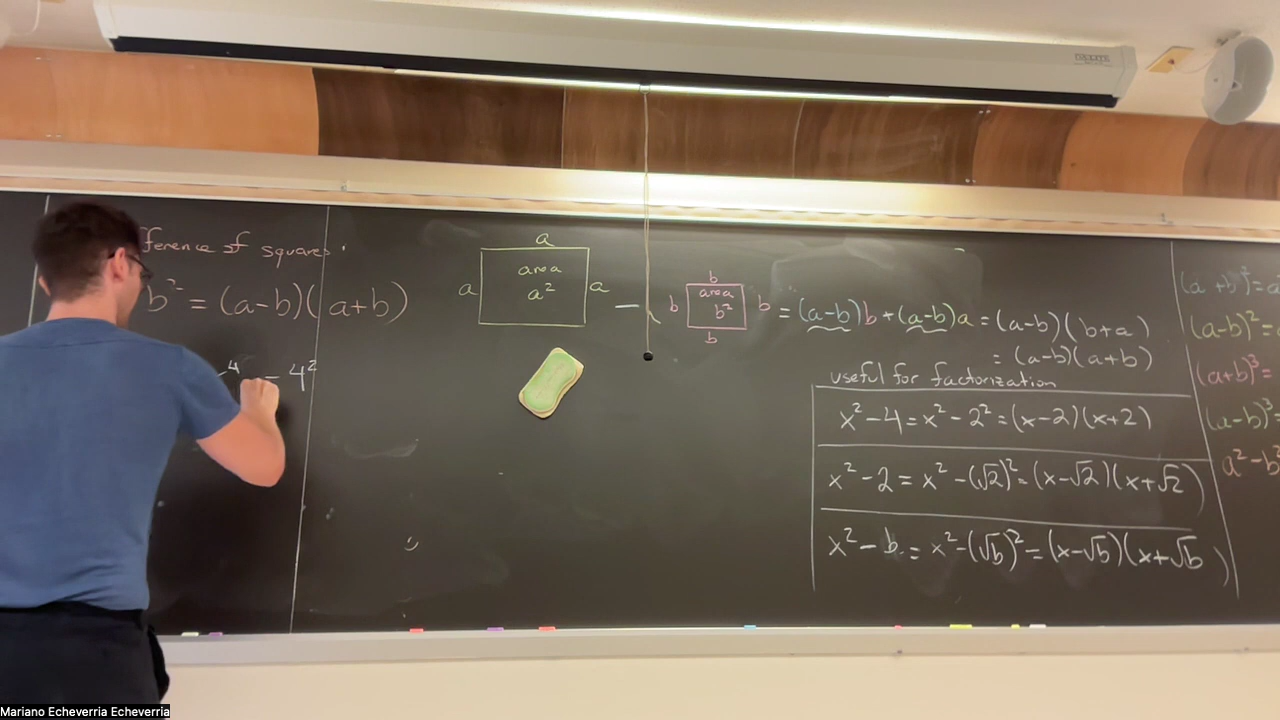 ference of squares.
b² = (a-b)(a+b)
4 = 4²
a
a area a² a
-
b
b area b² b
b
= (a-b)b+(a-b)a = (a-b)(b+a)
= (a-b)(a+b)
useful for factorization
x²-4=x²-2²=(x-2)(x+2)
x²-2=x²-(√2)²=(x-√2)(x+√2)
x²-b=x²-(√b)²=(x-√b)(x+√b)
(a+b)²=a
(a-b)²=
(a+b)³=
(a-b)³=
a²-b²
Mariano Echeverria Echeverria